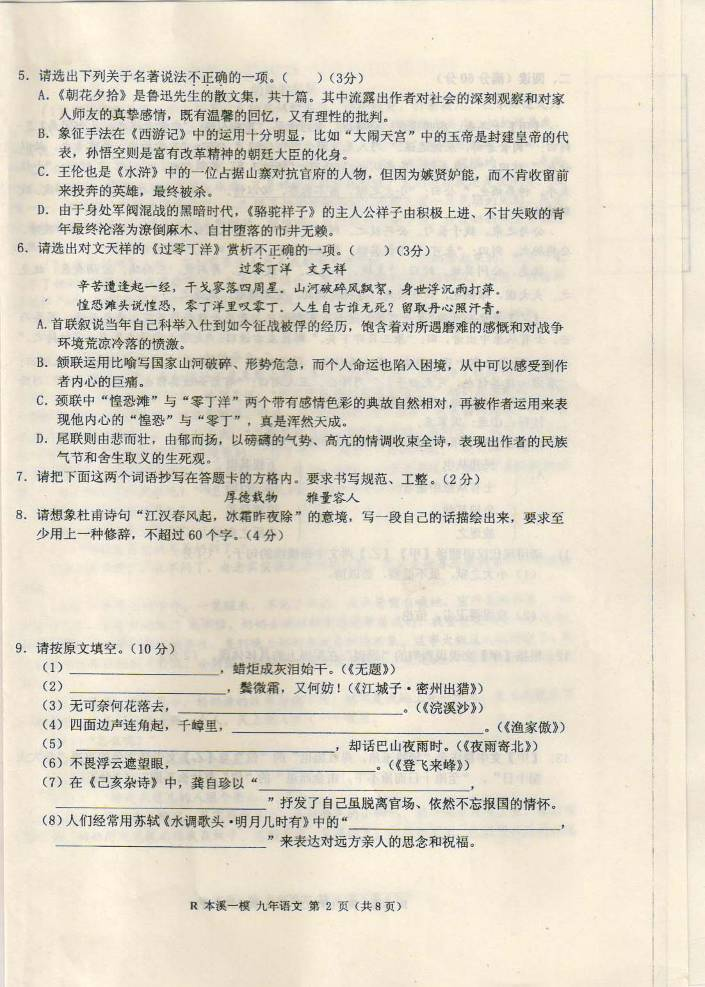 5. 请选出下列关于名著说法不正确的一项。(    )(3分)
A.《朝花夕拾》是鲁迅先生的散文集，共十篇。其中流露出作者对社会的深刻观察和对家
人师友的真挚感情，既有温馨的回忆，又有理性的批判。
B. 象征手法在《西游记》中的运用十分明显，比如“大闹天宫”中的玉帝是封建皇帝的代
表，孙悟空则是富有改革精神的朝廷大臣的化身。
C. 王伦也是《水浒》中的一位占据山寨对抗官府的人物，但因为嫉贤妒能，而不肯收留前
来投奔的英雄，最终被杀。
D. 由于身处军阀混战的黑暗时代，《骆驼祥子》的主人公祥子由积极上进、不甘失败的青
年最终沦落为潦倒麻木、自甘堕落的市井无赖。
6. 请选出对文天祥的《过零丁洋》赏析不正确的一项。(    )(3分)
过零丁洋  文天祥
辛苦遭逢起一经，干戈寥落四周星。山河破碎风飘絮，身世浮沉雨打萍。
惶恐滩头说惶恐，零丁洋里叹零丁。人生自古谁无死？留取丹心照汗青。
A. 首联叙说当年自己科举入仕到如今征战被俘的经历，饱含着对所遇磨难的感慨和对战争
环境荒凉冷落的愤激。
B. 颔联运用比喻写国家山河破碎、形势危急，而个人命运也陷入困境，从中可以感受到作
者内心的巨痛。
C. 颈联中“惶恐滩”与“零丁洋”两个带有感情色彩的典故自然相对，再被作者运用来表
现他内心的“惶恐”与“零丁”，真是浑然天成。
D. 尾联则由悲而壮，由郁而扬，以磅礴的气势、高亢的情调收束全诗，表现出作者的民族
气节和舍生取义的生死观。
7. 请把下面这两个词语抄写在答题卡的方格内。要求书写规范、工整。(2分)
厚德载物    雅量容人
8. 请想象杜甫诗句“江汉春风起，冰霜昨夜除”的意境，写一段自己的话描绘出来，要求至
少用上一种修辞，不超过60个字。(4分)
9. 请按原文填空。(10分)
(1) ____________________，蜡炬成灰泪始干。(《无题》)
(2) ____________________，鬓微霜，又何妨！(《江城子·密州出猎》)
(3) 无可奈何花落去，____________________。(《浣溪沙》)
(4) 四面边声连角起，千嶂里，____________________。(《渔家傲》)
(5) ____________________，却话巴山夜雨时。(《夜雨寄北》)
(6) 不畏浮云遮望眼，____________________。(《登飞来峰》)
(7) 在《己亥杂诗》中，龚自珍以“____________________，
____________________”抒发了自己虽脱离官场、依然不忘报国的情怀。
(8) 人们经常用苏轼《水调歌头·明月几时有》中的“____________________，
____________________”来表达对远方亲人的思念和祝福。
R 本溪一模 九年语文 第 2 页(共8页)